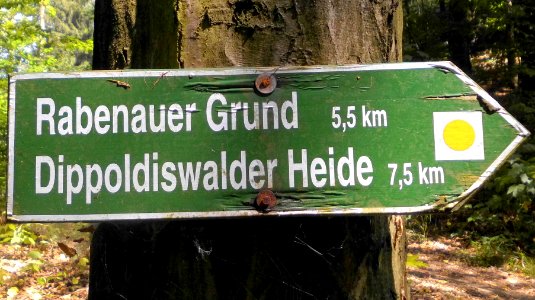 Rabenauer Grund 5,5 km
Dippoldiswalder Heide 7,5 km